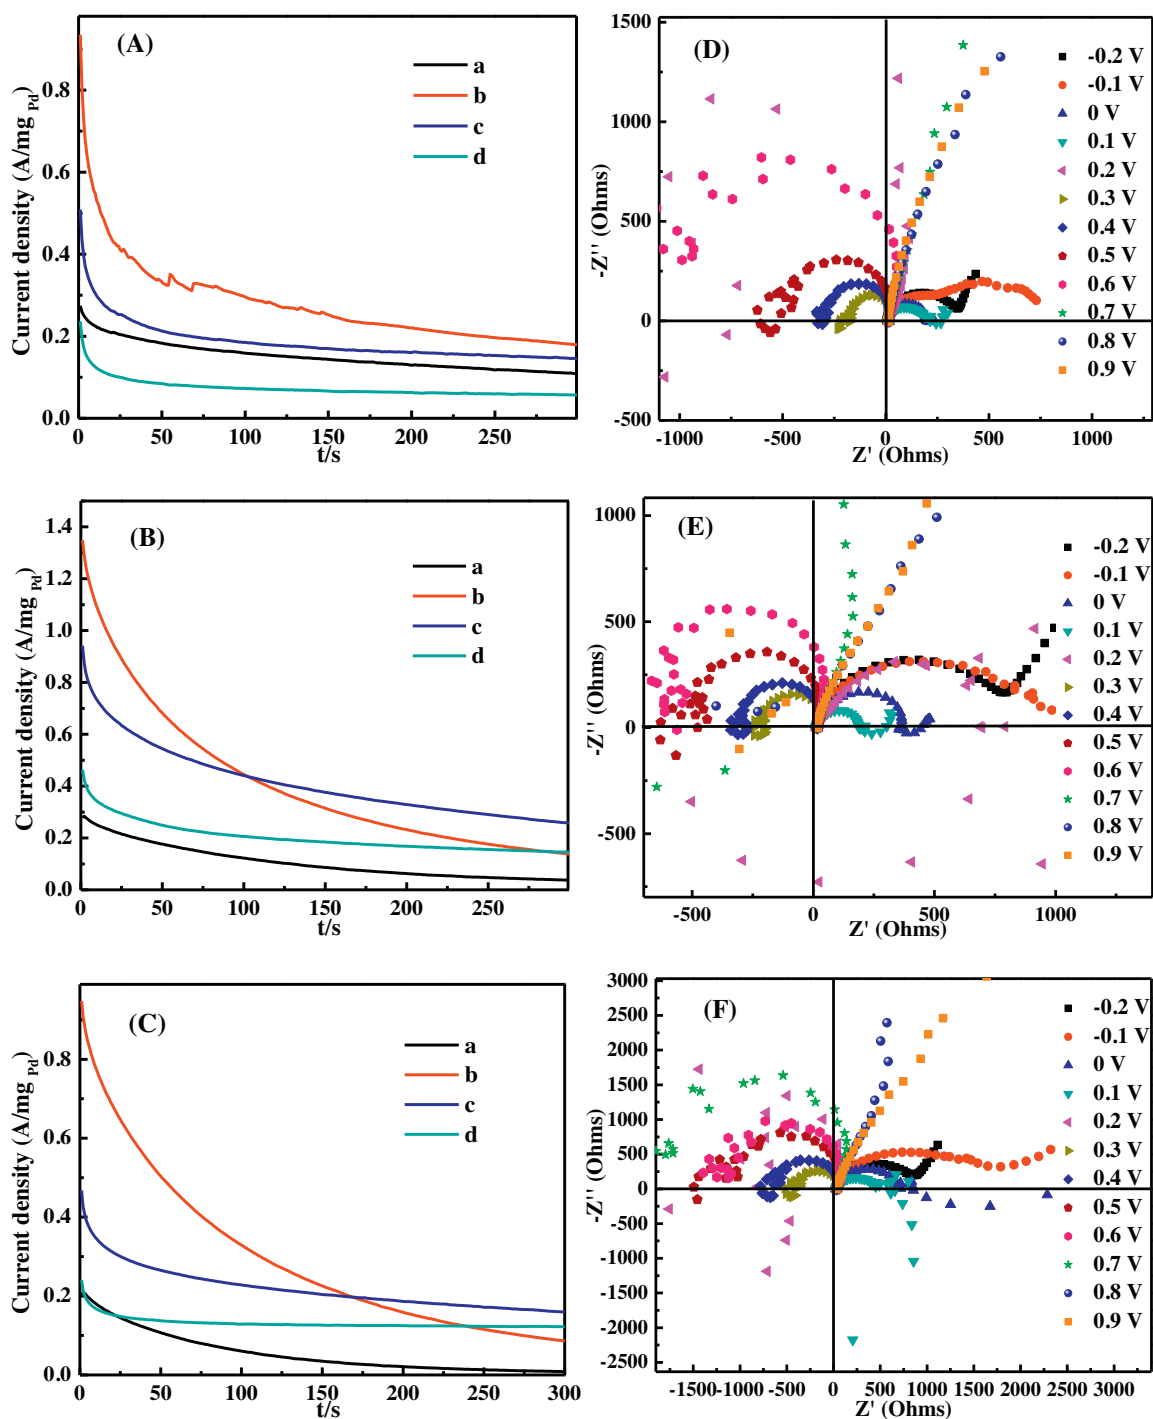 (A)
a
b
c
d
Current density (A/mg Pd)
0.8
0.6
0.4
0.2
0.0
0 50 100 150 200 250
t/s
(D)
-0.2 V
-0.1 V
0 V
0.1 V
0.2 V
0.3 V
0.4 V
0.5 V
0.6 V
0.7 V
0.8 V
0.9 V
-Z'' (Ohms)
1500
1000
500
0
-500
-1000 -500 0 500 1000
Z' (Ohms)
(B)
a
b
c
d
Current density (A/mg Pd)
1.4
1.2
1.0
0.8
0.6
0.4
0.2
0.0
0 50 100 150 200 250
t/s
(E)
-0.2 V
-0.1 V
0 V
0.1 V
0.2 V
0.3 V
0.4 V
0.5 V
0.6 V
0.7 V
0.8 V
0.9 V
-Z'' (Ohms)
1000
500
0
-500
-500 0 500 1000
Z' (Ohms)
(C)
a
b
c
d
Current density (A/mg Pd)
0.8
0.6
0.4
0.2
0.0
0 50 100 150 200 250 300
t/s
(F)
-0.2 V
-0.1 V
0 V
0.1 V
0.2 V
0.3 V
0.4 V
0.5 V
0.6 V
0.7 V
0.8 V
0.9 V
-Z'' (Ohms)
3000
2500
2000
1500
1000
500
0
-500
-1000
-1500
-2000
-2500
-1500 -1000 -500 0 500 1000 1500 2000 2500 3000
Z' (Ohms)